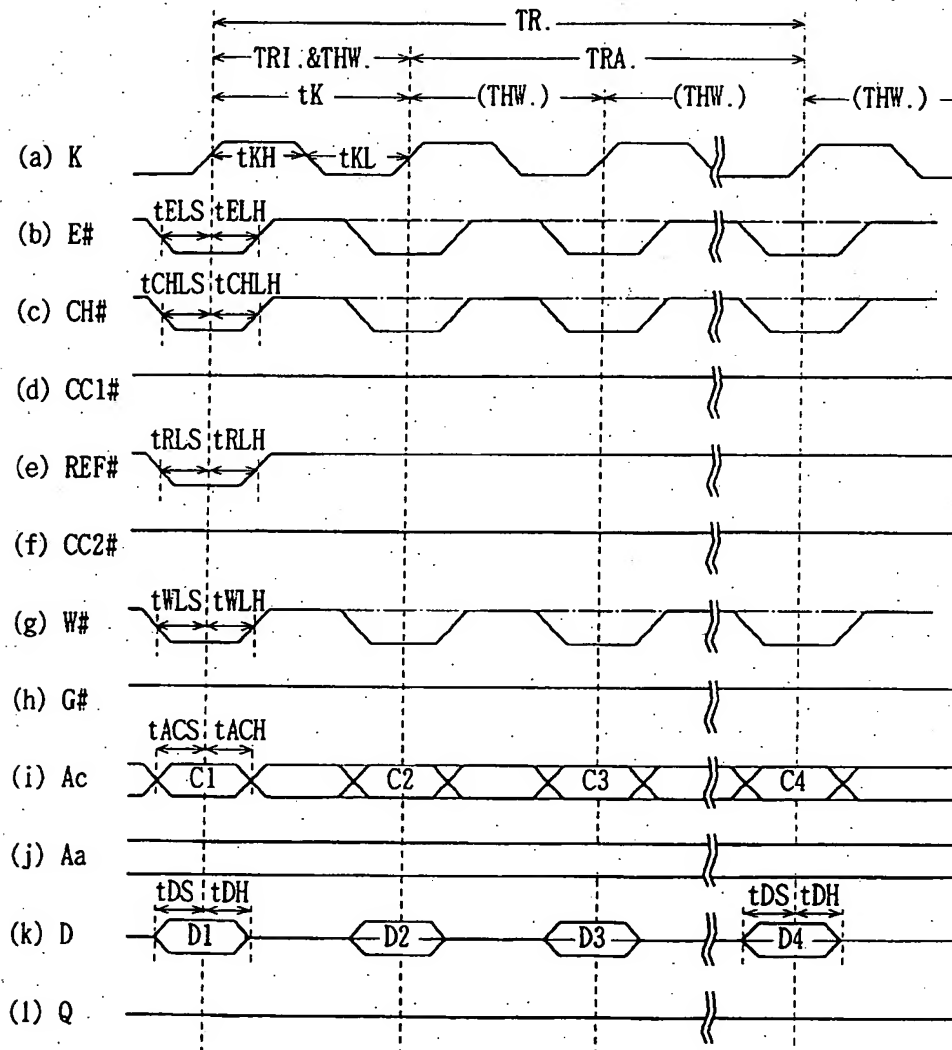 TR.
TRI.&THW. TRA.
tK (THW.) (THW.) (THW.)
(a) K tKH tKL
tELS tELH
(b) E#
tCHLS tCHLH
(c) CH#
(d) CC1#
tRLS tRLH
(e) REF#
(f) CC2#
tWLS tWLH
(g) W#
(h) G#
tACS tACH
(i) Ac C1 C2 C3 C4
(j) Aa
tDS tDH tDS tDH
(k) D D1 D2 D3 D4
(l) Q